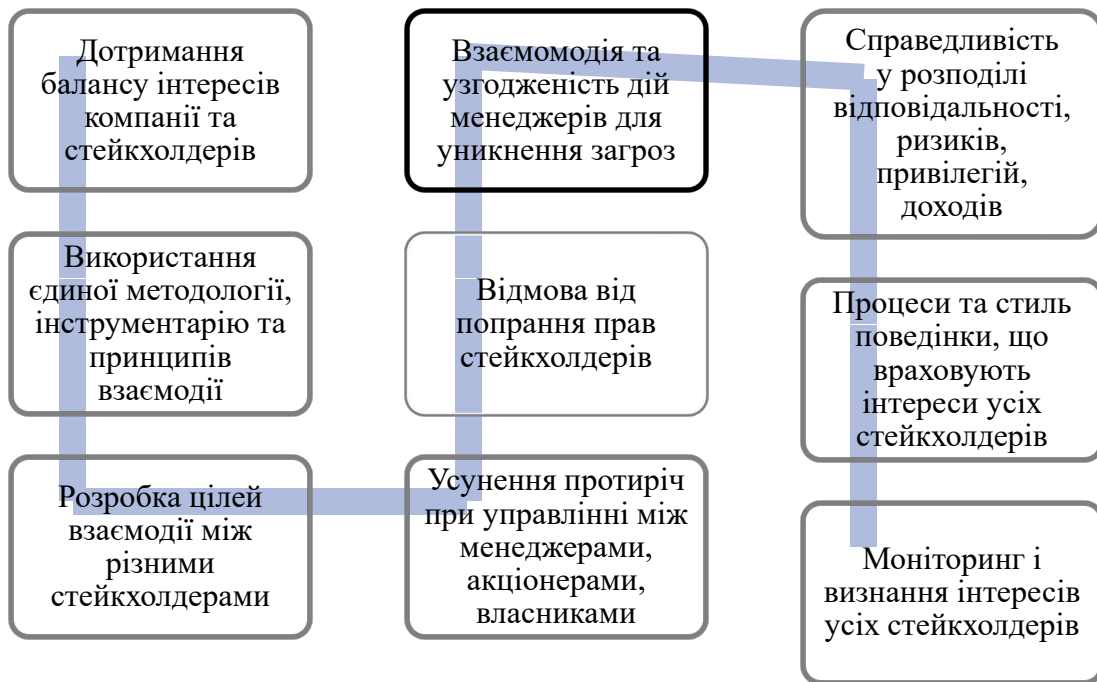 Дотримання
балансу інтересів
компанії та
стейкхолдерів
Використання
єдиної методології,
інструментарію та
принципів
взаємодії
Розробка цілей
взаємодії між
різними
стейкхолдерами
Усунення протиріч
при управлінні між
менеджерами,
акціонерами,
власниками
Відмова від
попрання прав
стейкхолдерів
Взаємомодія та
узгодженість дій
менеджерів для
уникнення загроз
Справедливість
у розподілі
відповідальності,
ризиків,
привілегій,
доходів
Процеси та стиль
поведінки, що
враховують
інтереси усіх
стейкхолдерів
Моніторинг і
визнання інтересів
усіх стейкхолдерів